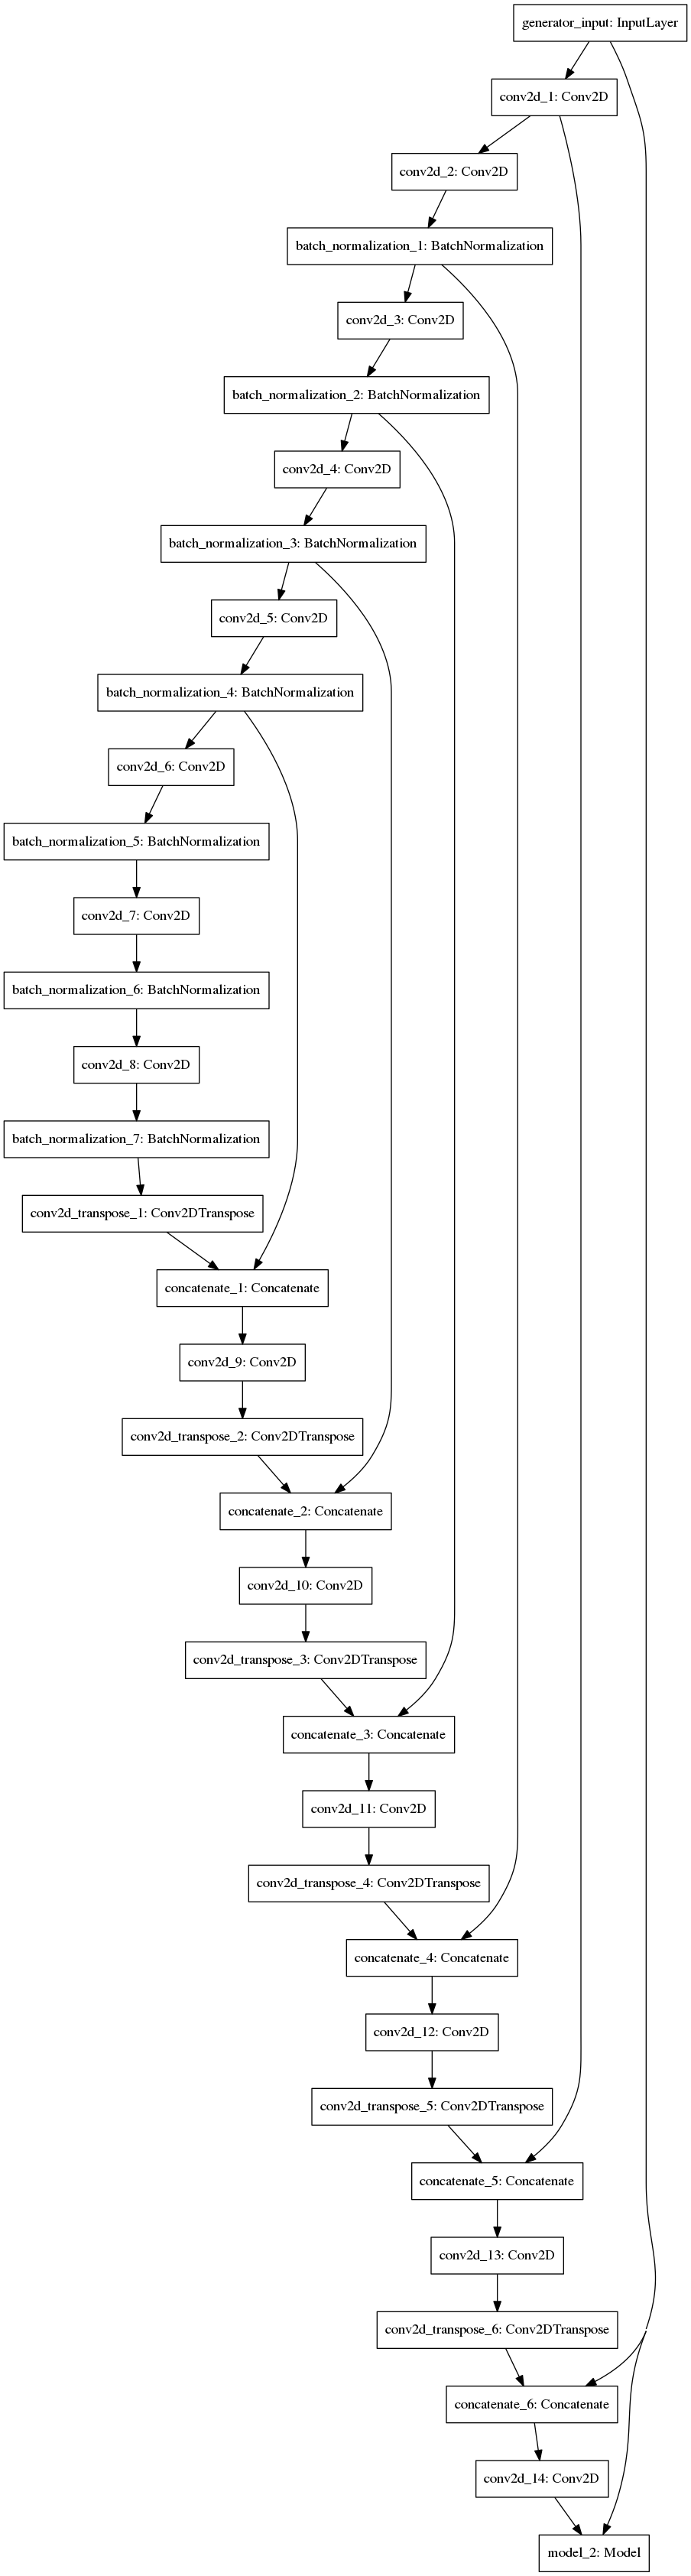 generator_input: InputLayer
conv2d_1: Conv2D
conv2d_2: Conv2D
batch_normalization_1: BatchNormalization
conv2d_3: Conv2D
batch_normalization_2: BatchNormalization
conv2d_4: Conv2D
batch_normalization_3: BatchNormalization
conv2d_5: Conv2D
batch_normalization_4: BatchNormalization
conv2d_6: Conv2D
batch_normalization_5: BatchNormalization
conv2d_7: Conv2D
batch_normalization_6: BatchNormalization
conv2d_8: Conv2D
batch_normalization_7: BatchNormalization
conv2d_transpose_1: Conv2DTranspose
concatenate_1: Concatenate
conv2d_9: Conv2D
conv2d_transpose_2: Conv2DTranspose
concatenate_2: Concatenate
conv2d_10: Conv2D
conv2d_transpose_3: Conv2DTranspose
concatenate_3: Concatenate
conv2d_11: Conv2D
conv2d_transpose_4: Conv2DTranspose
concatenate_4: Concatenate
conv2d_12: Conv2D
conv2d_transpose_5: Conv2DTranspose
concatenate_5: Concatenate
conv2d_13: Conv2D
conv2d_transpose_6: Conv2DTranspose
concatenate_6: Concatenate
conv2d_14: Conv2D
model_2: Model